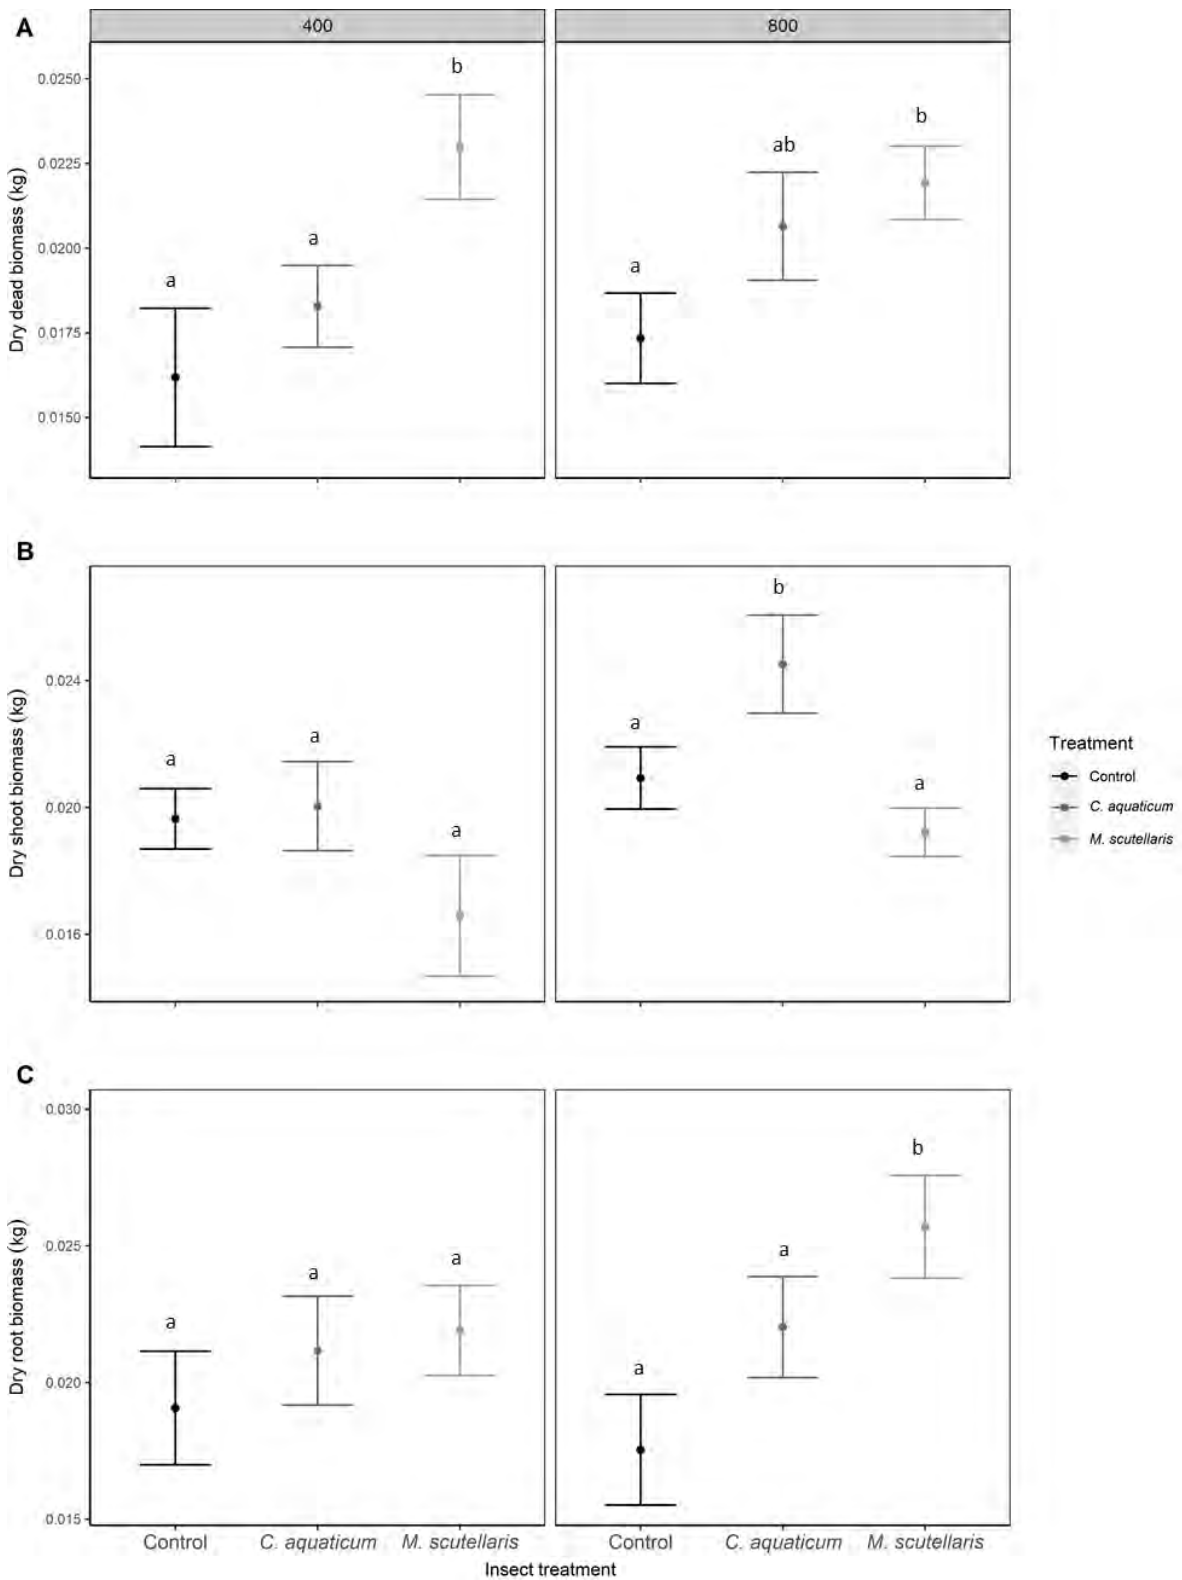 A
400
800
0.0250
0.0225
0.0200
0.0175
0.0150
Dry dead biomass (kg)
a
a
b
a
ab
b
B
0.024
0.020
0.016
Dry shoot biomass (kg)
a
a
a
a
b
a
Treatment
Control
C. aquaticum
M. scutellaris
C
0.030
0.025
0.020
0.015
Dry root biomass (kg)
a
a
a
a
a
b
Control C. aquaticum M. scutellaris Control C. aquaticum M. scutellaris
Insect treatment